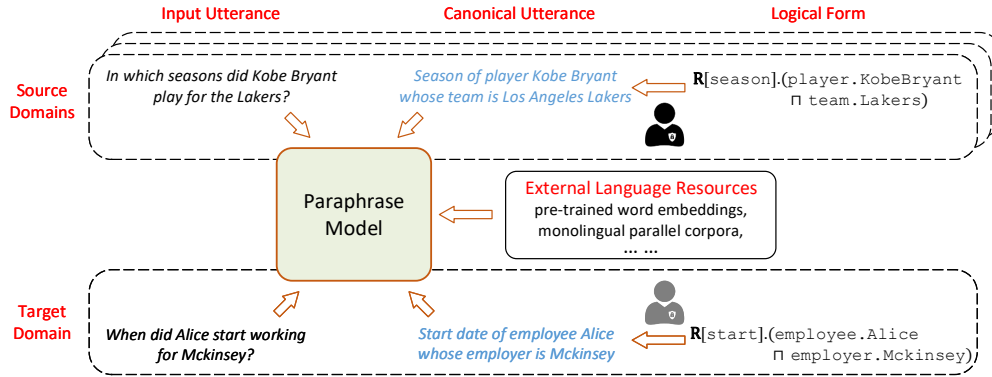 Input Utterance
Canonical Utterance
Logical Form
Source
Domains
In which seasons did Kobe Bryant
play for the Lakers?
Season of player Kobe Bryant
whose team is Los Angeles Lakers
R[season].(player.KobeBryant
⊓ team.Lakers)
Paraphrase
Model
External Language Resources
pre-trained word embeddings,
monolingual parallel corpora,
... ...
Target
Domain
When did Alice start working
for Mckinsey?
Start date of employee Alice
whose employer is Mckinsey
R[start].(employee.Alice
⊓ employer.Mckinsey)